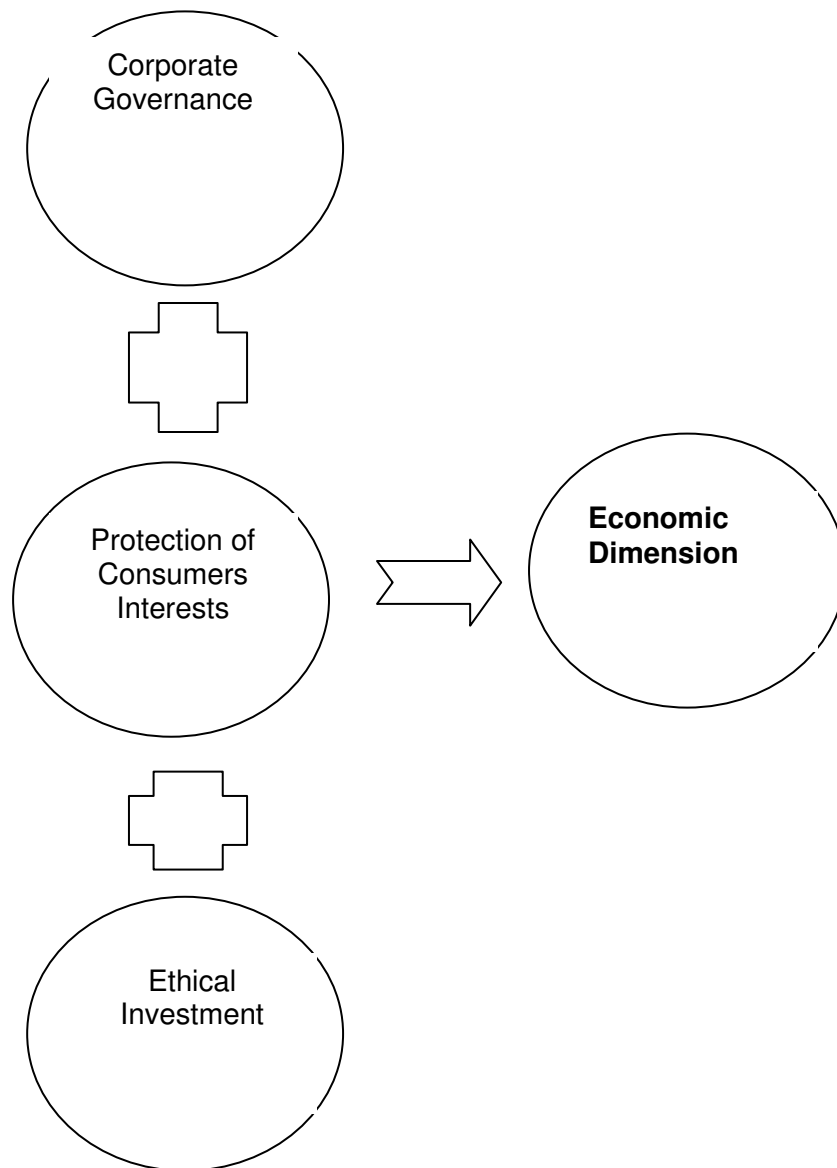 Corporate
Governance
Protection of
Consumers
Interests
Economic
Dimension
Ethical
Investment